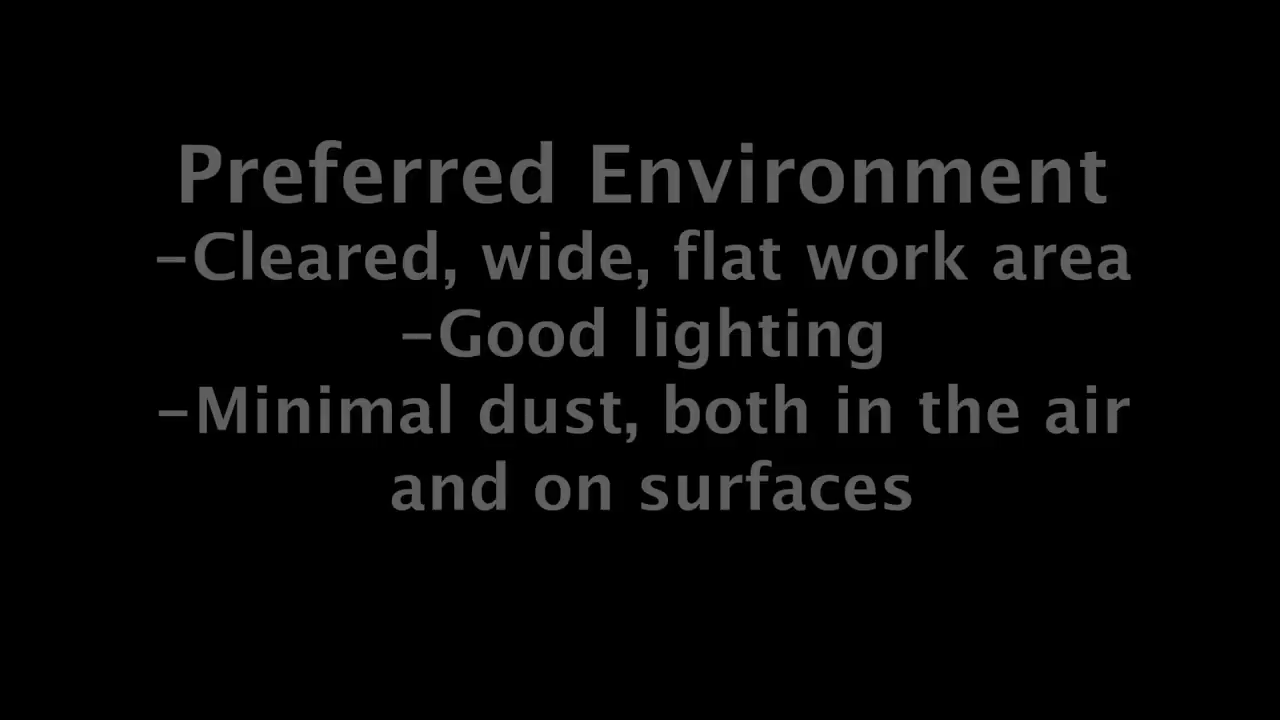 Preferred Environment
-Cleared, wide, flat work area
-Good lighting
-Minimal dust, both in the air
and on surfaces